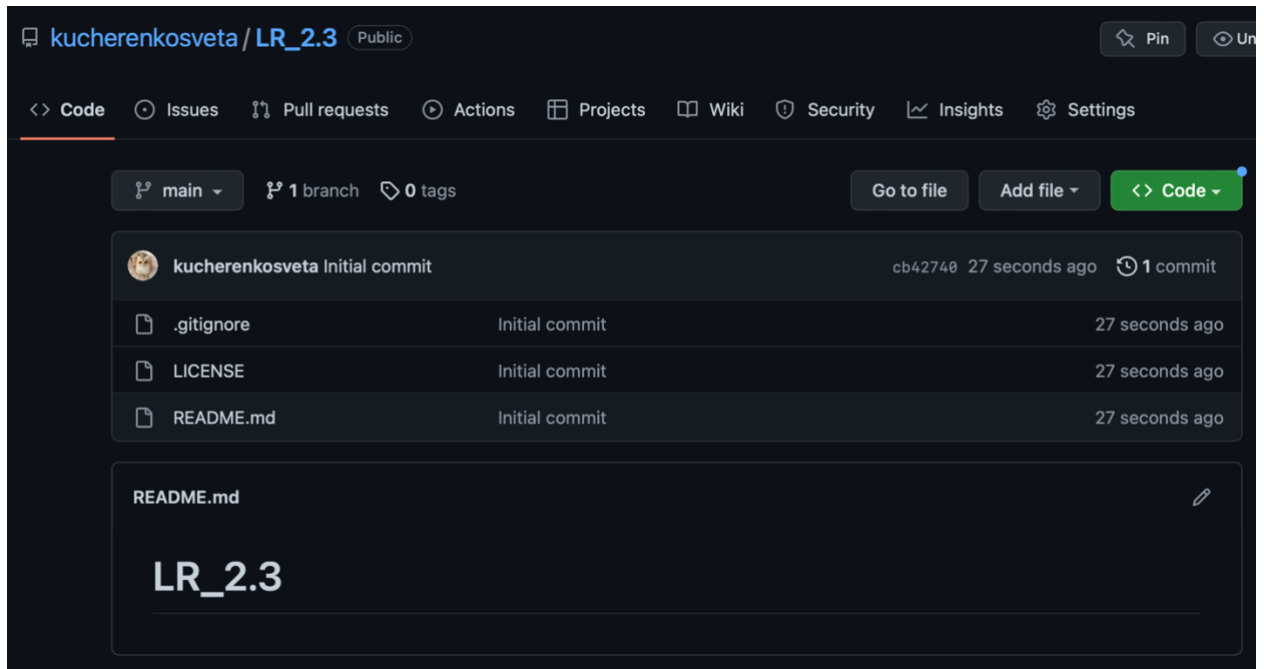 kucherenkosveta / LR_2.3 Public Pin Un
Code Issues Pull requests Actions Projects Wiki Security Insights Settings
main 1 branch 0 tags Go to file Add file Code
kucherenkosveta Initial commit cb42740 27 seconds ago 1 commit
.gitignore Initial commit 27 seconds ago
LICENSE Initial commit 27 seconds ago
README.md Initial commit 27 seconds ago
README.md
LR_2.3